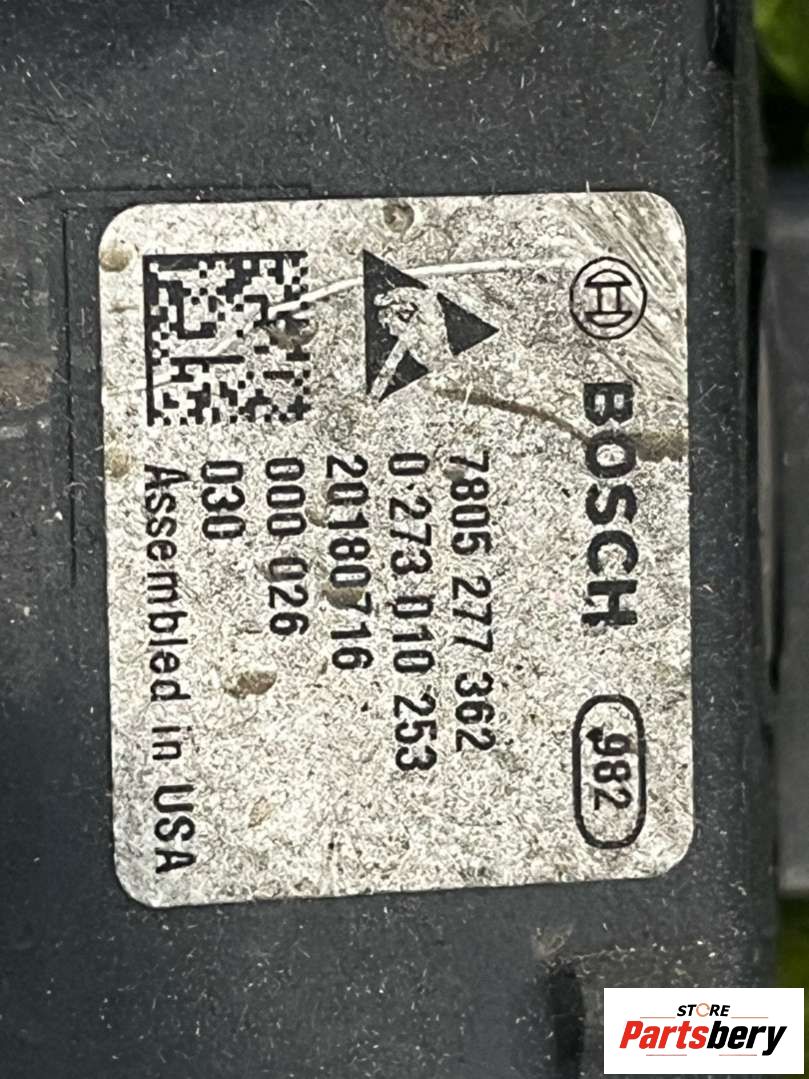 BOSCH 982
7805 277 362
0 273 010 253
20180716
000 026
030
Assembled in USA
STORE
Partsbery